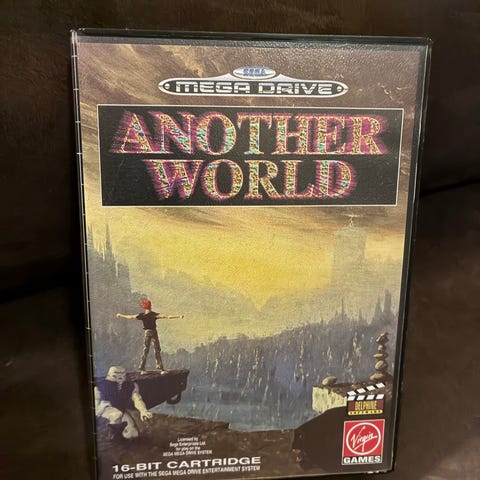 SEGA
MEGA DRIVE
ANOTHER
WORLD
DELPHINE
SOFTWARE
Licensed by
Sega Enterprises Ltd.
for play on the
SEGA MEGA DRIVE SYSTEM
Virgin
GAMES
16-BIT CARTRIDGE
FOR USE WITH THE SEGA MEGA DRIVE ENTERTAINMENT SYSTEM